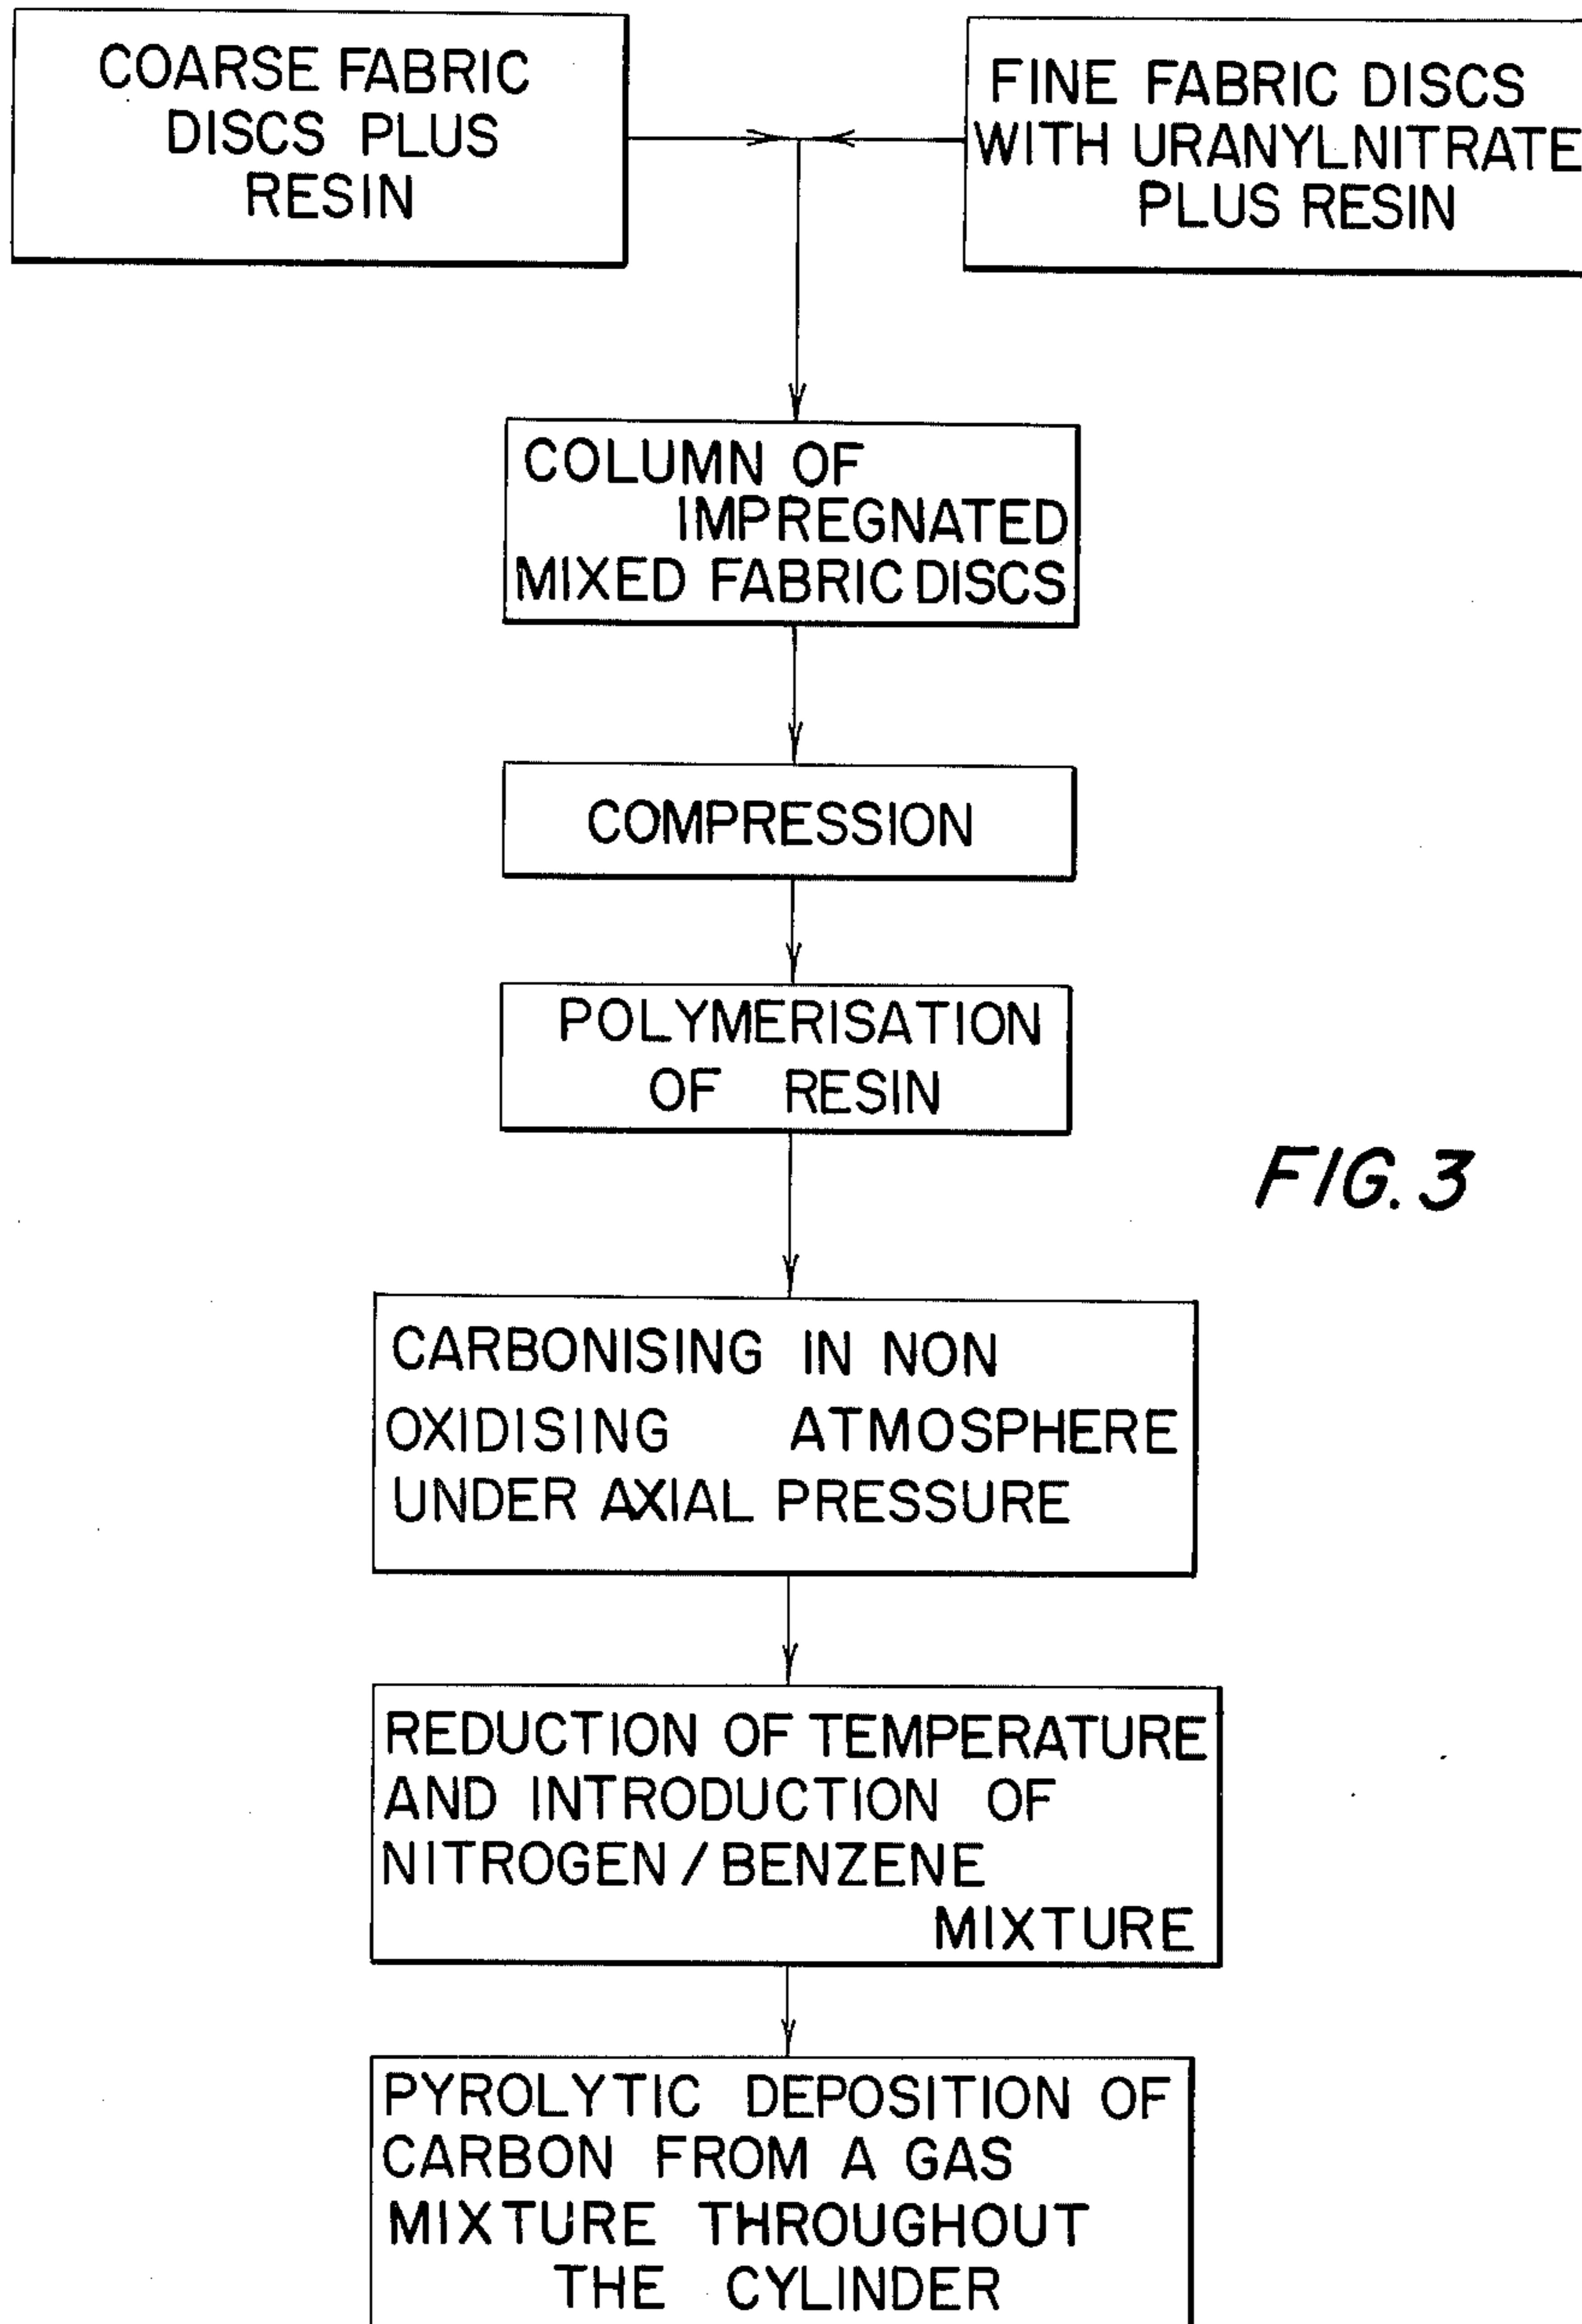 COARSE FABRIC
DISCS PLUS
RESIN
FINE FABRIC DISCS
WITH URANYLNITRATE
PLUS RESIN
COLUMN OF
IMPREGNATED
MIXED FABRIC DISCS
COMPRESSION
POLYMERISATION
OF RESIN
FIG. 3
CARBONISING IN NON
OXIDISING ATMOSPHERE
UNDER AXIAL PRESSURE
REDUCTION OF TEMPERATURE
AND INTRODUCTION OF
NITROGEN/BENZENE
MIXTURE
PYROLYTIC DEPOSITION OF
CARBON FROM A GAS
MIXTURE THROUGHOUT
THE CYLINDER